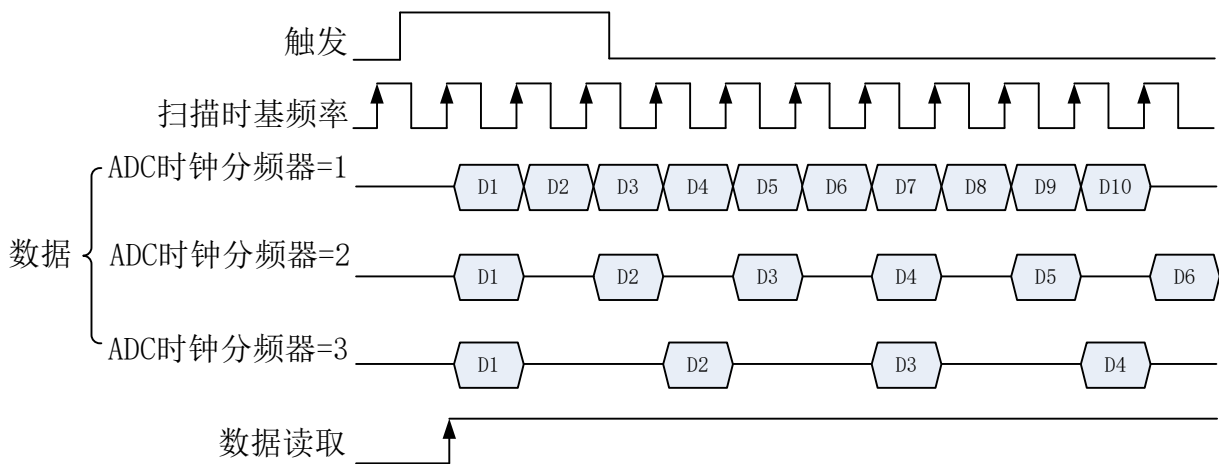 触发
扫描时基频率
数据
ADC时钟分频器=1
D1 D2 D3 D4 D5 D6 D7 D8 D9 D10
ADC时钟分频器=2
D1 D2 D3 D4 D5 D6
ADC时钟分频器=3
D1 D2 D3 D4
数据读取